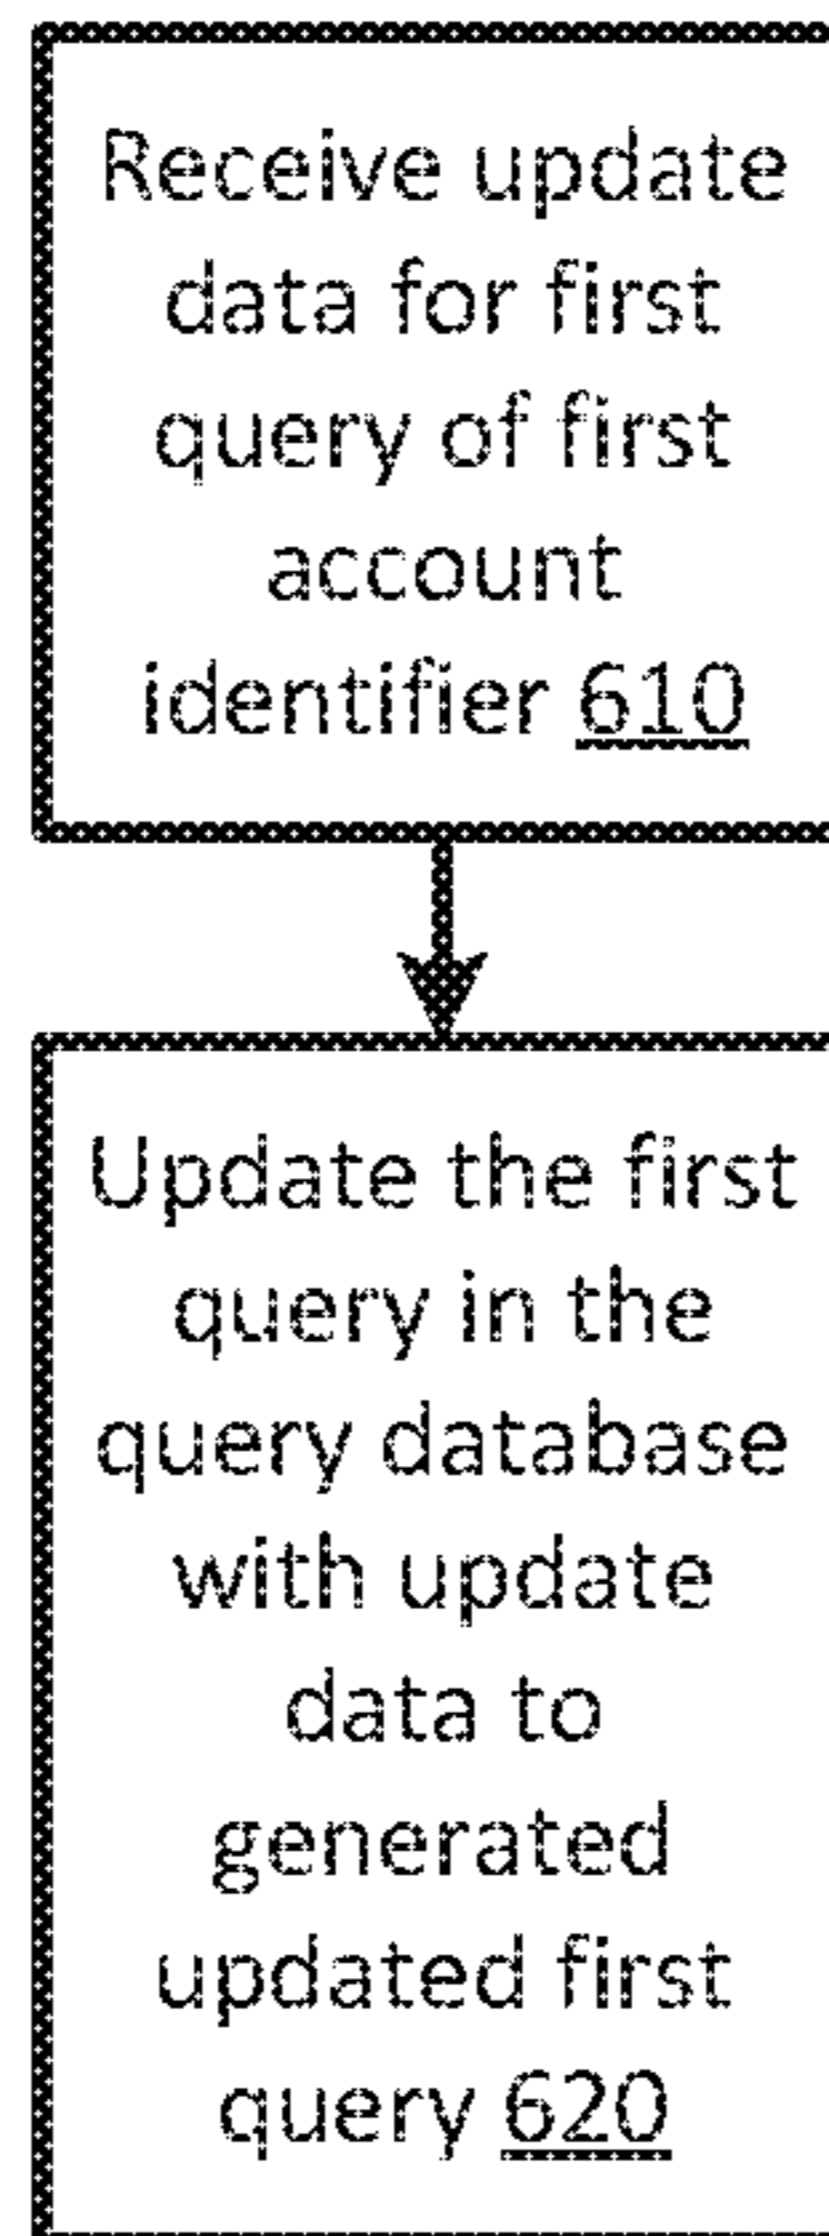 Receive update
data for first
query of first
account
identifier 610
Update the first
query in the
query database
with update
data to
generated
updated first
query 620